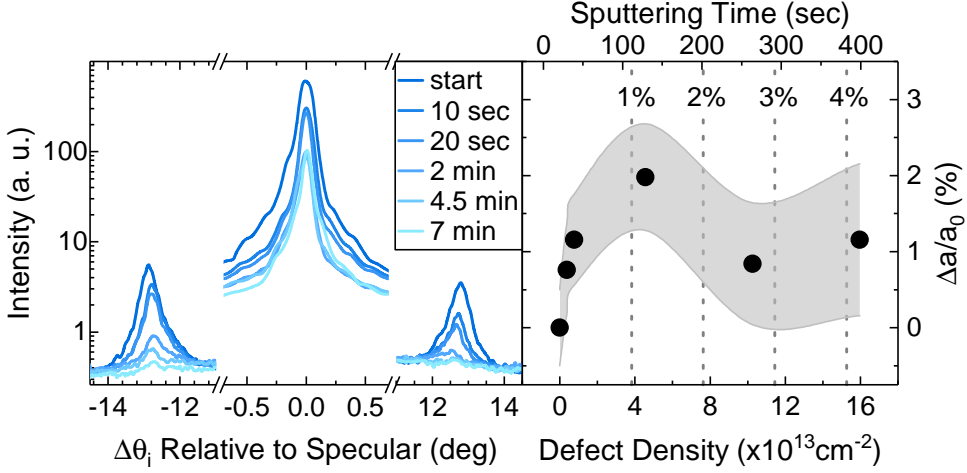 Sputtering Time (sec)
0 100 200 300 400
start
10 sec
20 sec
2 min
4.5 min
7 min
1% 2% 3% 4%
100
10
1
Intensity (a. u.)
3
2
1
0
Δa/a0 (%)
-14 -12 -0.5 0.0 0.5 12 14
0 4 8 12 16
Δθi Relative to Specular (deg)
Defect Density (x10^13cm^-2)